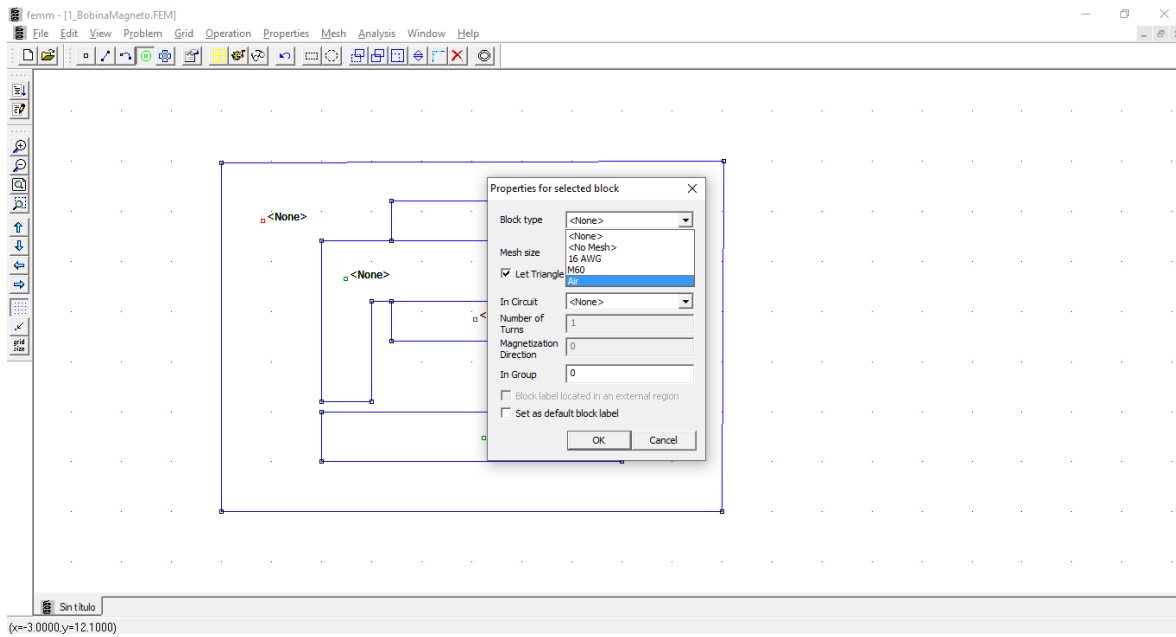 femm - [1_BobinaMagneto.FEM]
File Edit View Problem Grid Operation Properties Mesh Analysis Window Help
grid
size
<None>
<None>
<
Properties for selected block
Block type <None>
<None>
<No Mesh>
16 AWG
M60
Air
Mesh size
Let Triangle
In Circuit <None>
Number of
Turns
1
Magnetization
Direction
0
In Group 0
Block label located in an external region
Set as default block label
OK Cancel
Sin título
(x=-3.0000,y=12.1000)